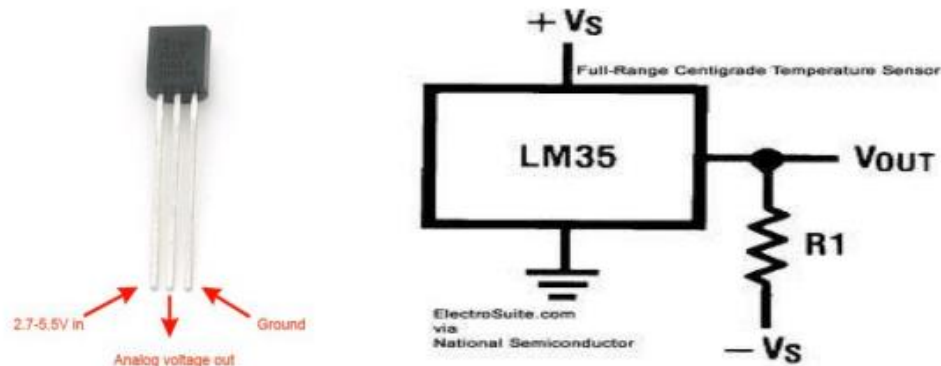 2.7-5.5V in
Analog voltage out
Ground
+ VS
Full-Range Centigrade Temperature Sensor
LM35
VOUT
R1
- VS
ElectroSuite.com
via
National Semiconductor